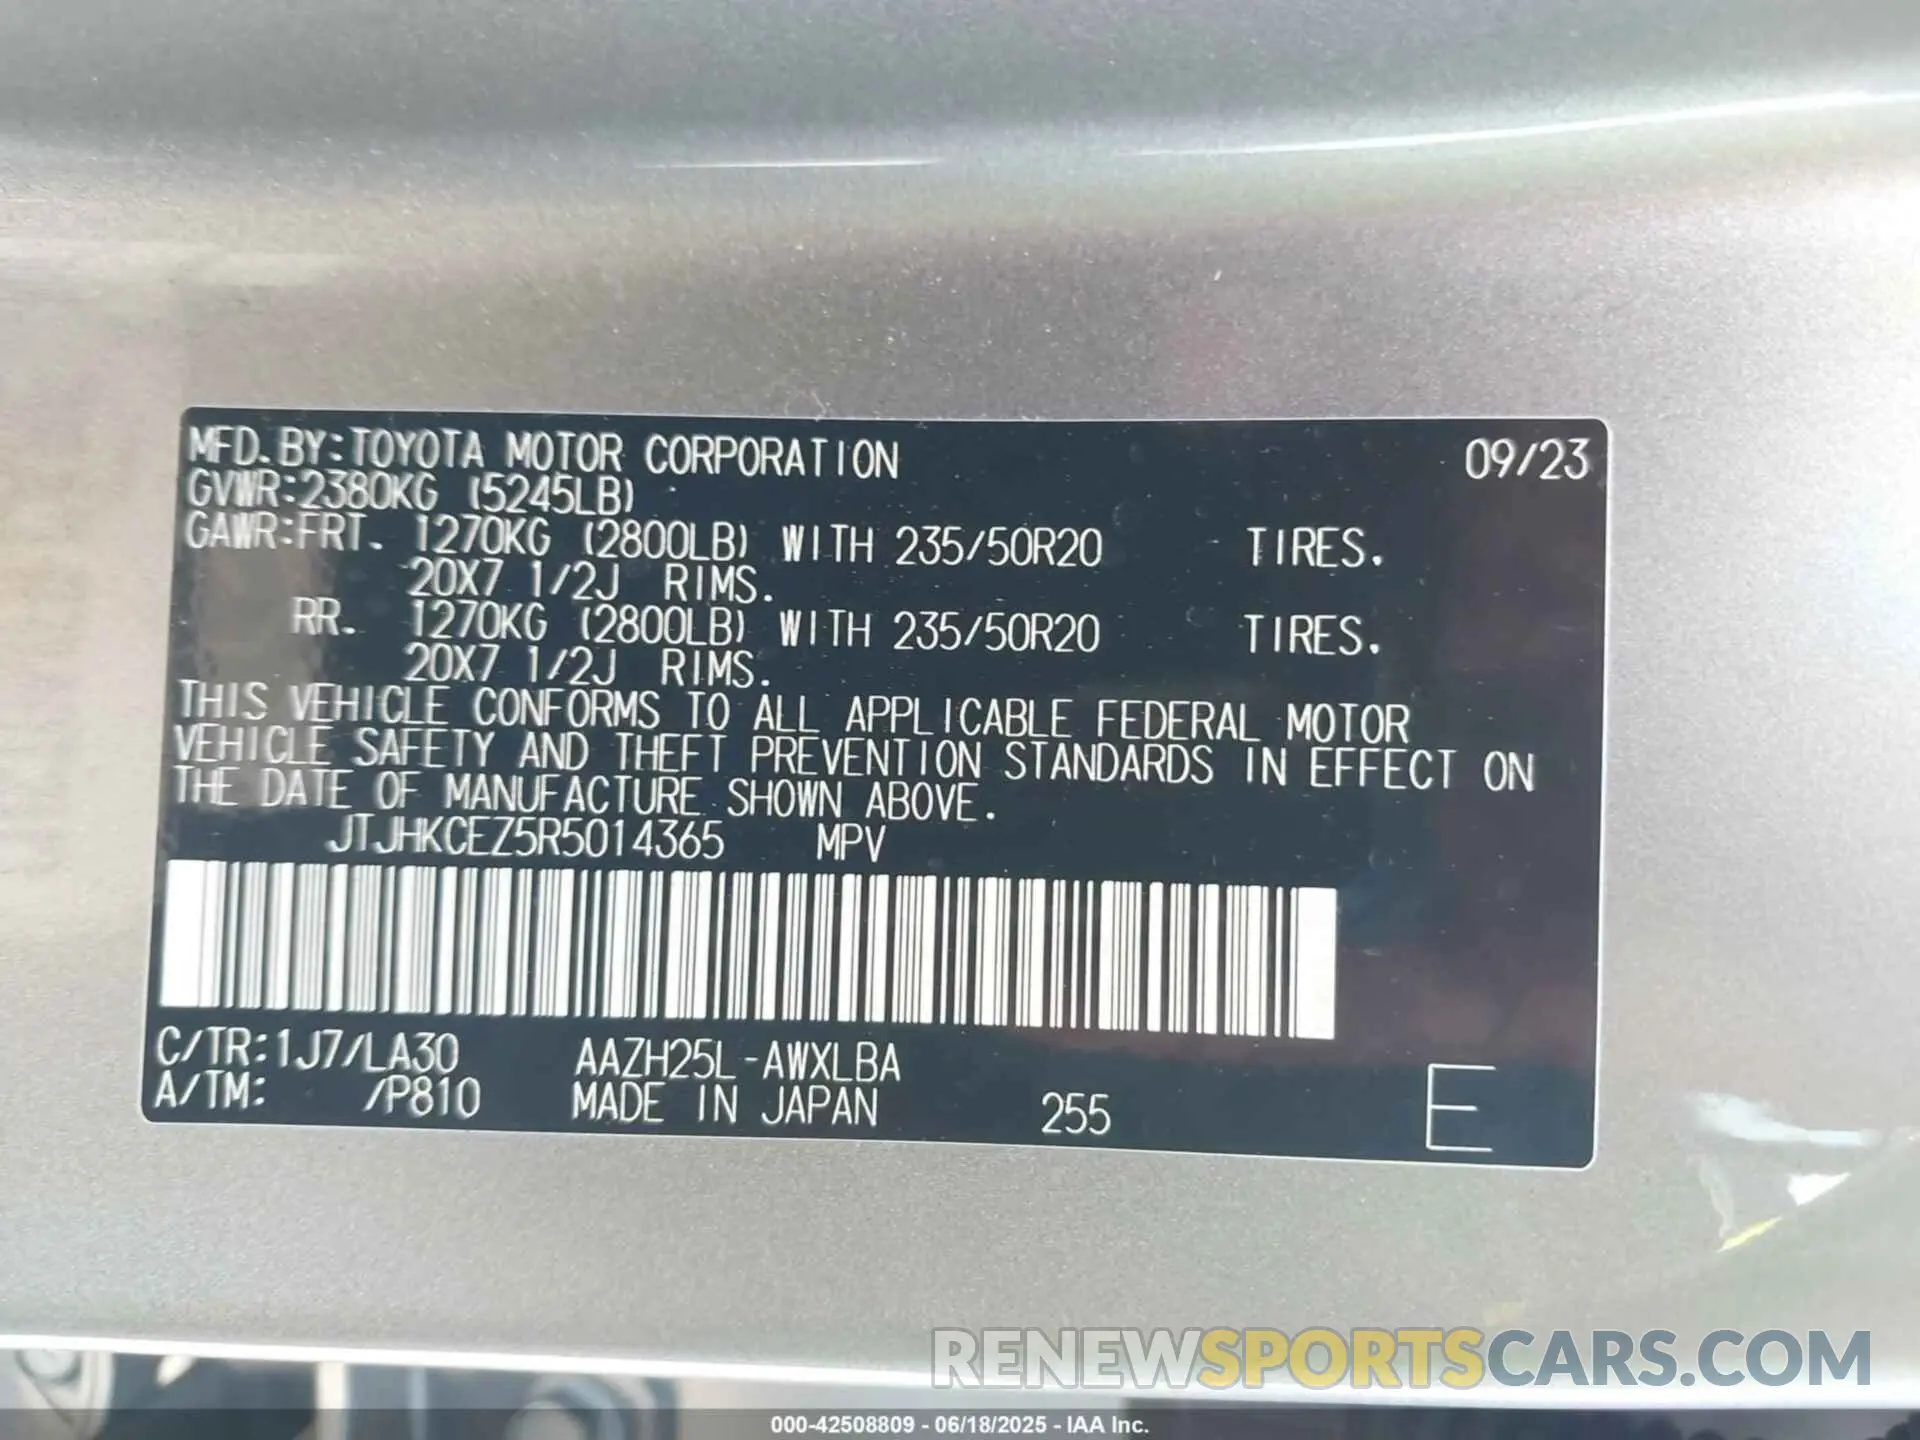 MFD. BY: TOYOTA MOTOR CORPORATION 09/23
GVWR: 2380KG (5245LB)
GAWR: FRT. 1270KG (2800LB) WITH 235/50R20 TIRES.
20X7 1/2J RIMS.
RR. 1270KG (2800LB) WITH 235/50R20 TIRES.
20X7 1/2J RIMS.
THIS VEHICLE CONFORMS TO ALL APPLICABLE FEDERAL MOTOR
VEHICLE SAFETY AND THEFT PREVENTION STANDARDS IN EFFECT ON
THE DATE OF MANUFACTURE SHOWN ABOVE.
JTJHKCEZ5R5014365 MPV
C/TR: 1J7/LA30 AAZH25L-AWXLBA
A/TM: /P810 MADE IN JAPAN 255 E
RENEWSPORTSCARS.COM
000-42508809 - 06/18/2025 - IAA Inc.